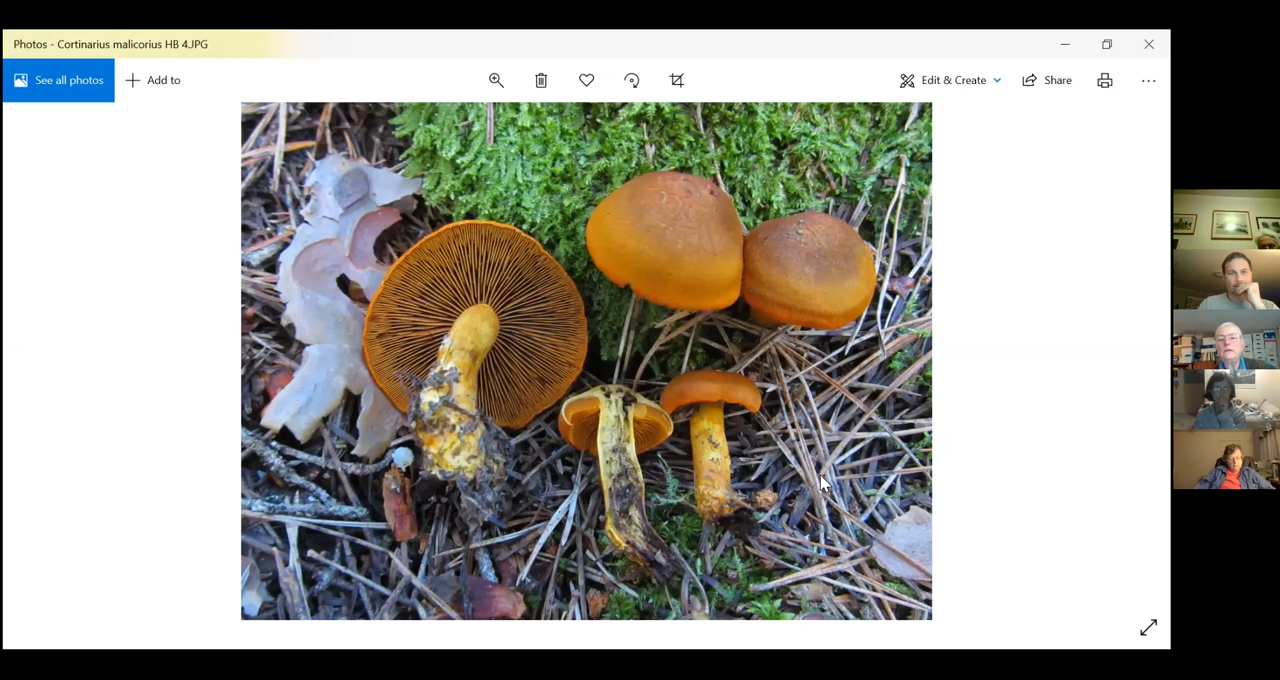 Photos - Cortinarius malicorius HB 4.JPG
See all photos
Add to
Edit & Create
Share